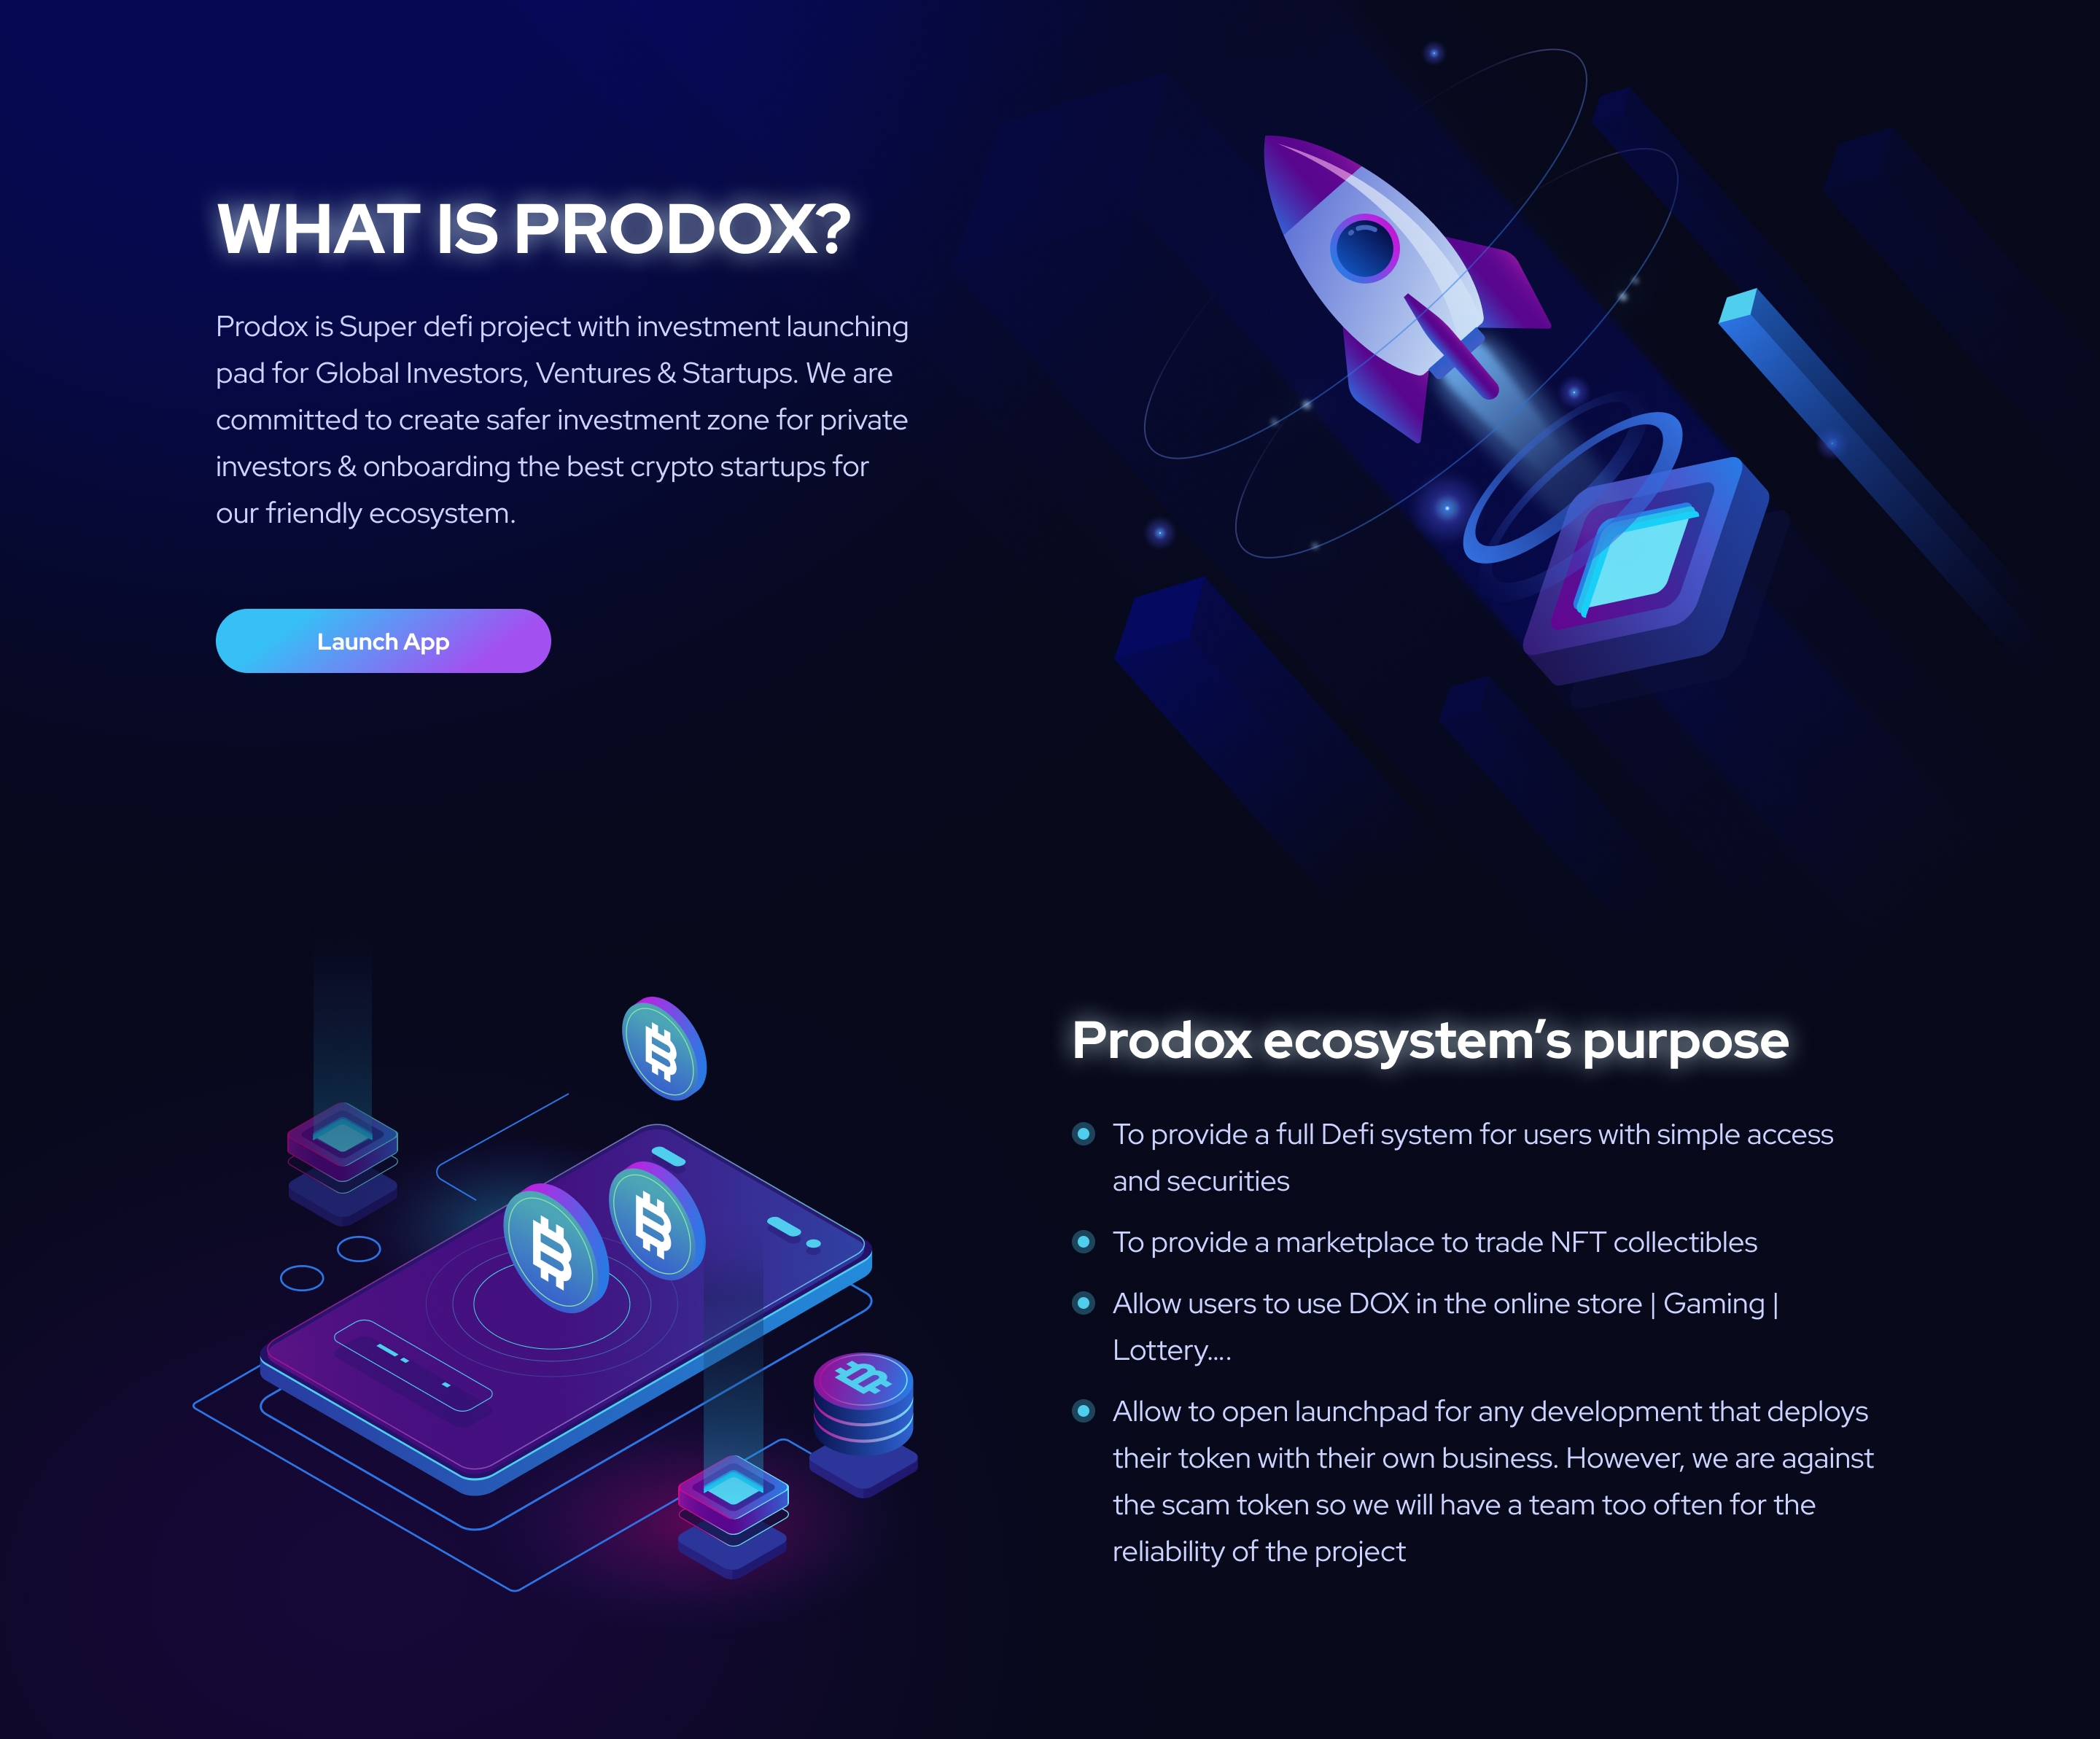 WHAT IS PRODOX?
Prodox is Super defi project with investment launching
pad for Global Investors, Ventures & Startups. We are
committed to create safer investment zone for private
investors & onboarding the best crypto startups for
our friendly ecosystem.
Launch App
Prodox ecosystem’s purpose
To provide a full Defi system for users with simple access
and securities
To provide a marketplace to trade NFT collectibles
Allow users to use DOX in the online store | Gaming |
Lottery....
Allow to open launchpad for any development that deploys
their token with their own business. However, we are against
the scam token so we will have a team too often for the
reliability of the project